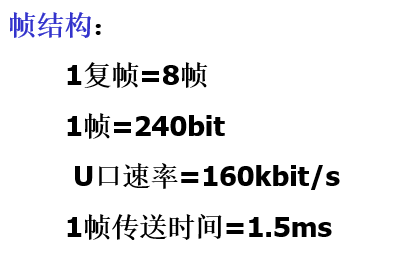 帧结构：
1复帧=8帧
1帧=240bit
U口速率=160kbit/s
1帧传送时间=1.5ms